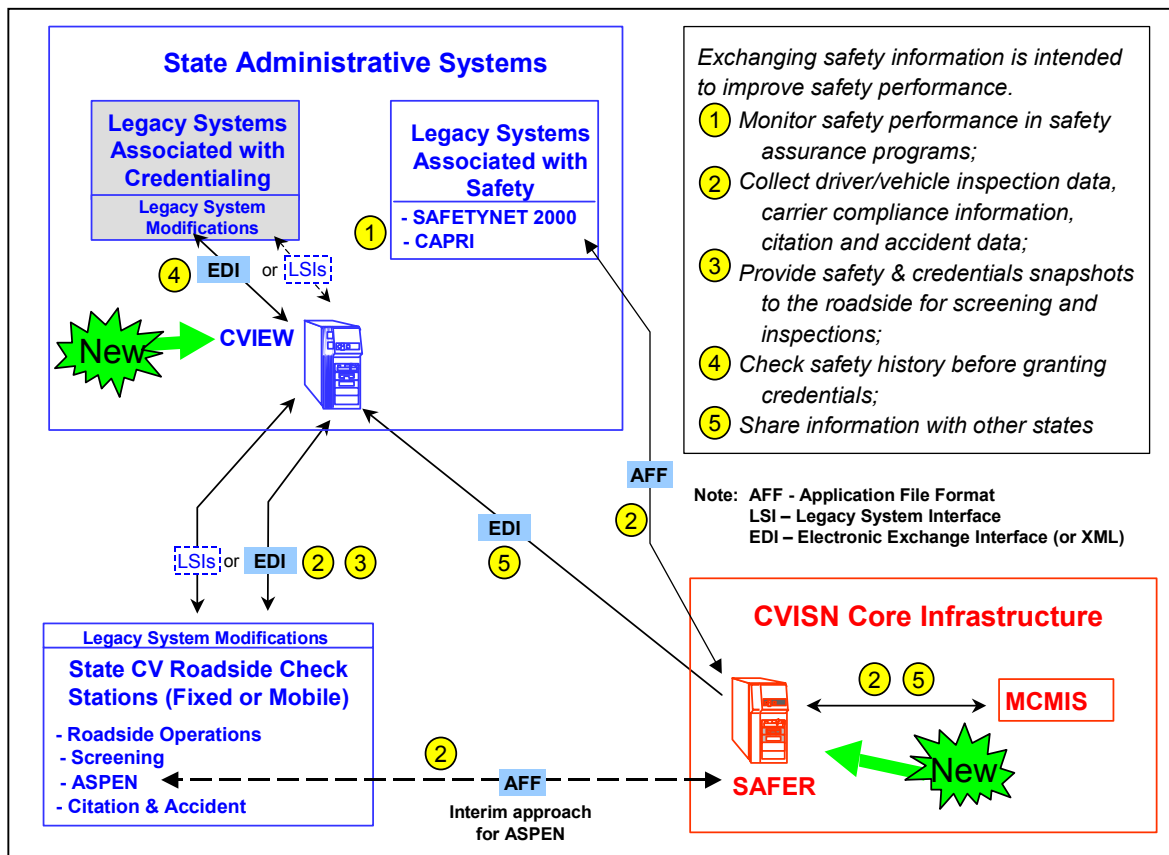 State Administrative Systems
Legacy Systems
Associated with
Credentialing
Legacy System
Modifications
Legacy Systems
Associated with
Safety
- SAFETYNET 2000
- CAPRI
1
4
EDI or LSIs
New
CVIEW
Exchanging safety information is intended
to improve safety performance.
1 Monitor safety performance in safety
assurance programs;
2 Collect driver/vehicle inspection data,
carrier compliance information,
citation and accident data;
3 Provide safety & credentials snapshots
to the roadside for screening and
inspections;
4 Check safety history before granting
credentials;
5 Share information with other states
Note: AFF - Application File Format
LSI – Legacy System Interface
EDI – Electronic Exchange Interface (or XML)
AFF
2
EDI
5
LSIs or EDI 2 3
Legacy System Modifications
State CV Roadside Check
Stations (Fixed or Mobile)
- Roadside Operations
- Screening
- ASPEN
- Citation & Accident
2
AFF
Interim approach
for ASPEN
CVISN Core Infrastructure
2 5
MCMIS
SAFER
New